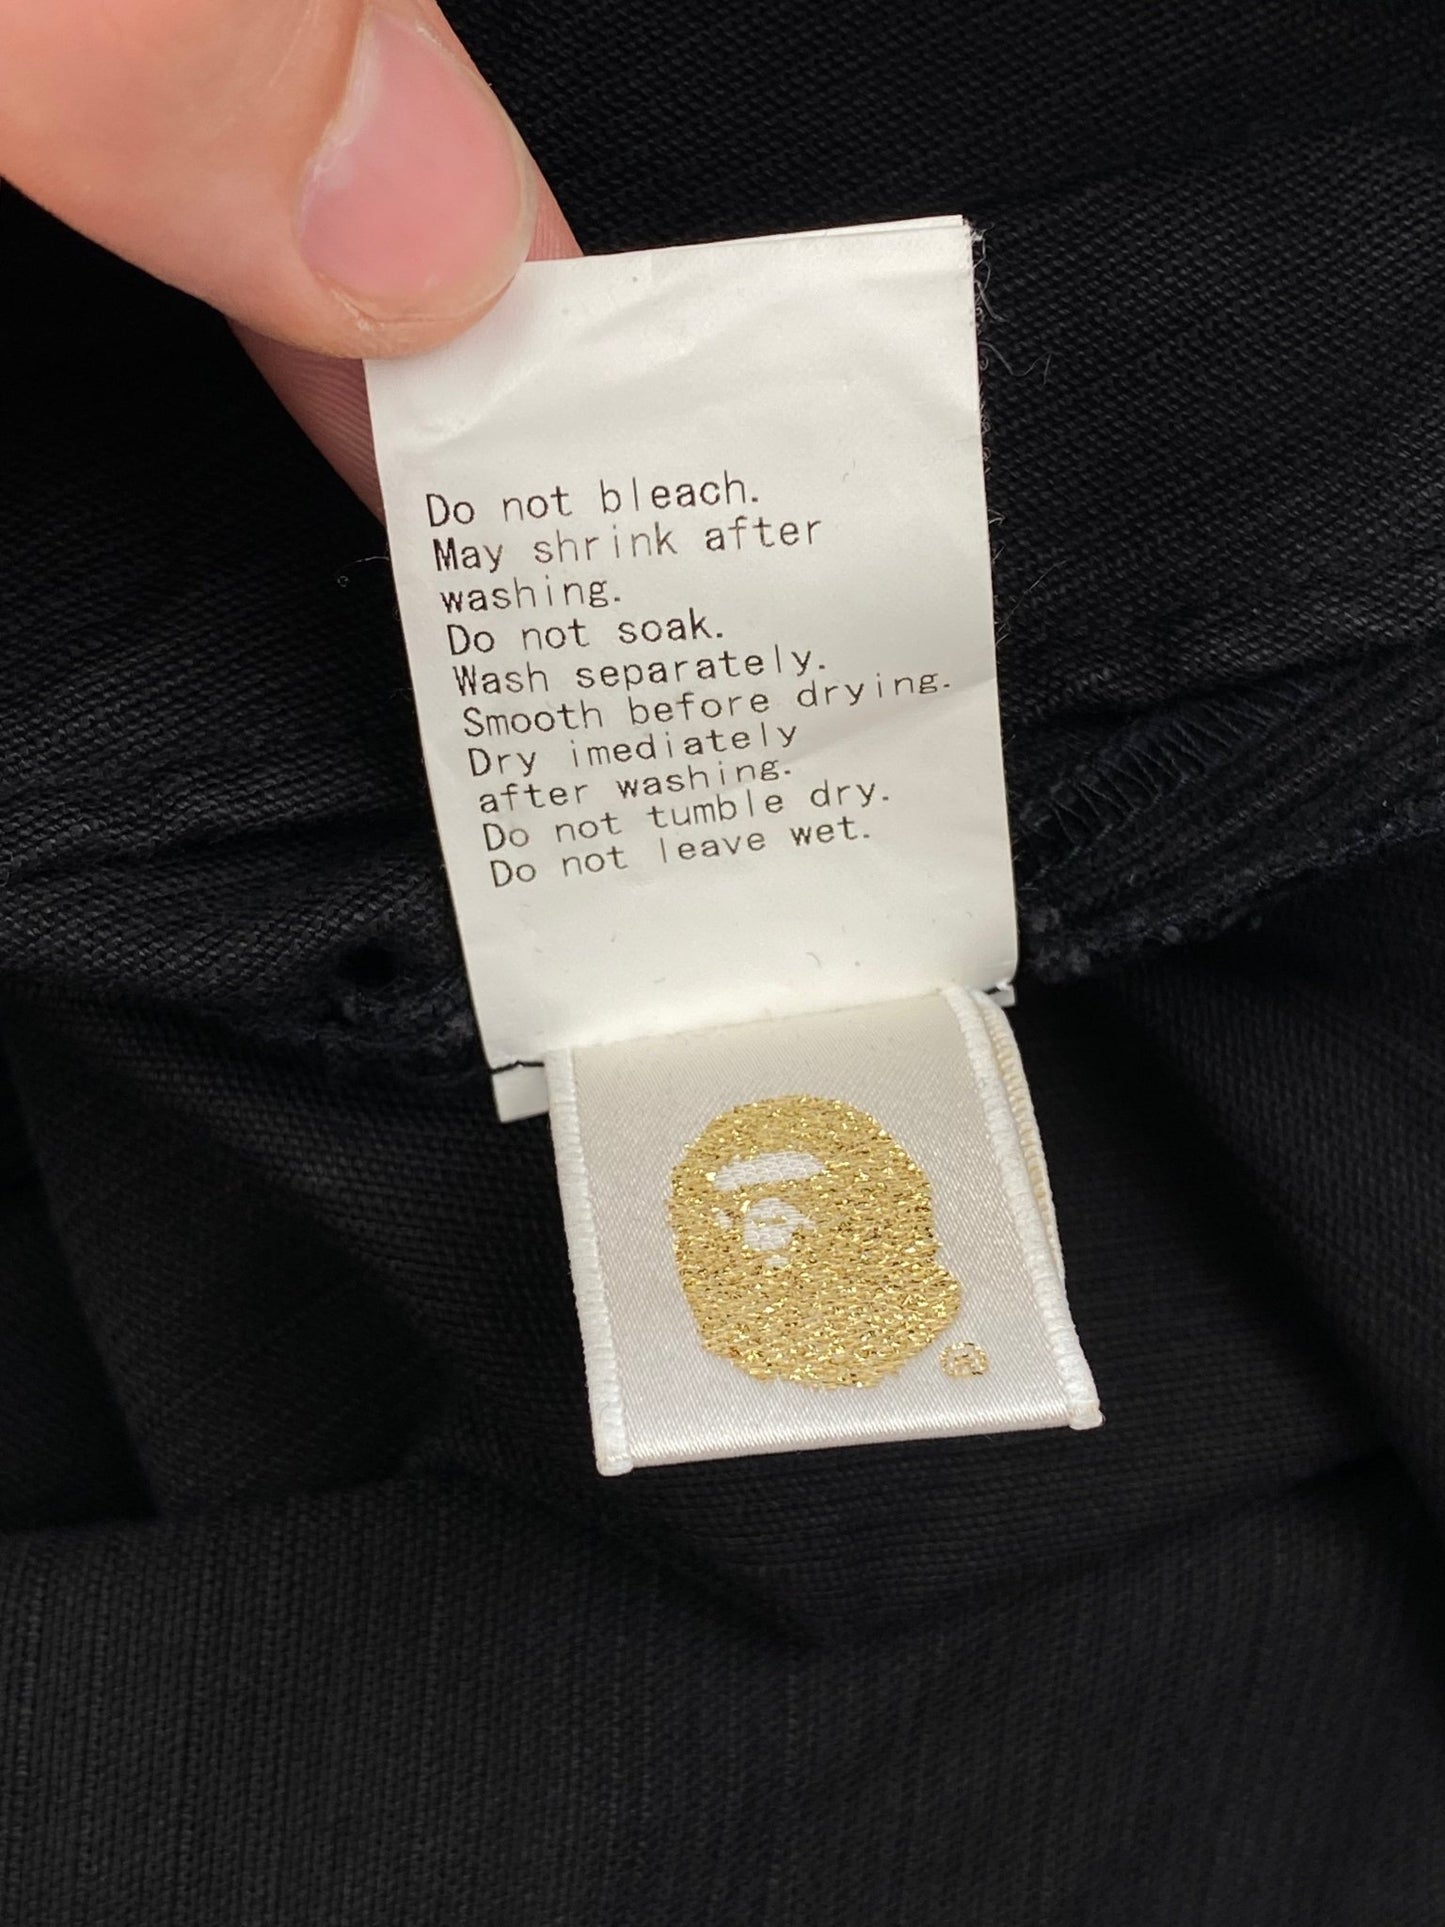 Do not bleach.
May shrink after
washing.
Do not soak.
Wash separately.
Smooth before drying.
Dry imediately
after washing.
Do not tumble dry.
Do not leave wet.